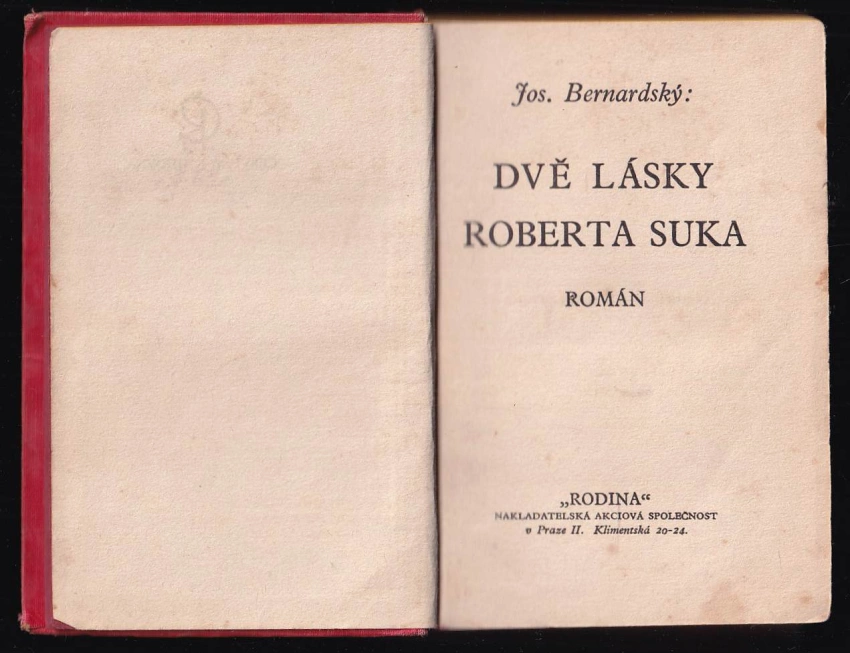 Jos. Bernardský:
DVĚ LÁSKY
ROBERTA SUKA
ROMÁN
„RODINA“
NAKLADATELSKÁ AKCIOVÁ SPOLEČNOST
v Praze II. Klimentská 20-24.